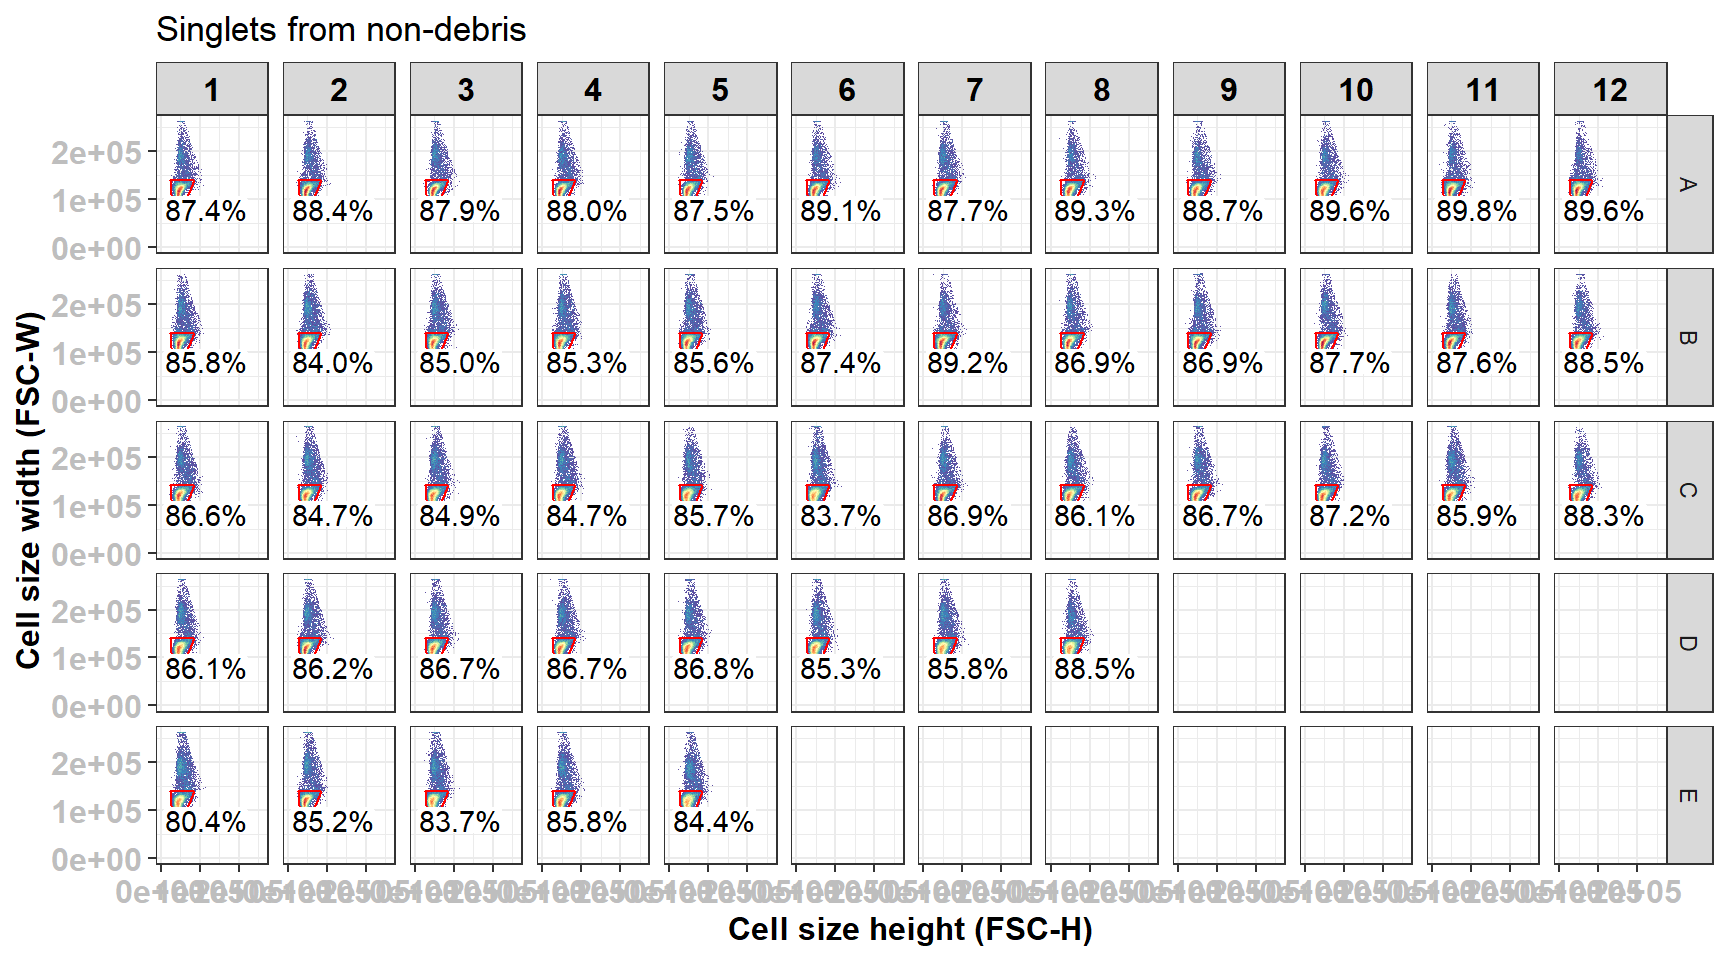 Singlets from non-debris
1 2 3 4 5 6 7 8 9 10 11 12
2e+05
1e+05
0e+00
87.4% 88.4% 87.9% 88.0% 87.5% 89.1% 87.7% 89.3% 88.7% 89.6% 89.8% 89.6%
A
2e+05
1e+05
0e+00
85.8% 84.0% 85.0% 85.3% 85.6% 87.4% 89.2% 86.9% 86.9% 87.7% 87.6% 88.5%
B
2e+05
1e+05
0e+00
86.6% 84.7% 84.9% 84.7% 85.7% 83.7% 86.9% 86.1% 86.7% 87.2% 85.9% 88.3%
C
2e+05
1e+05
0e+00
86.1% 86.2% 86.7% 86.7% 86.8% 85.3% 85.8% 88.5%
D
2e+05
1e+05
0e+00
80.4% 85.2% 83.7% 85.8% 84.4%
E
Cell size width (FSC-W)
Cell size height (FSC-H)